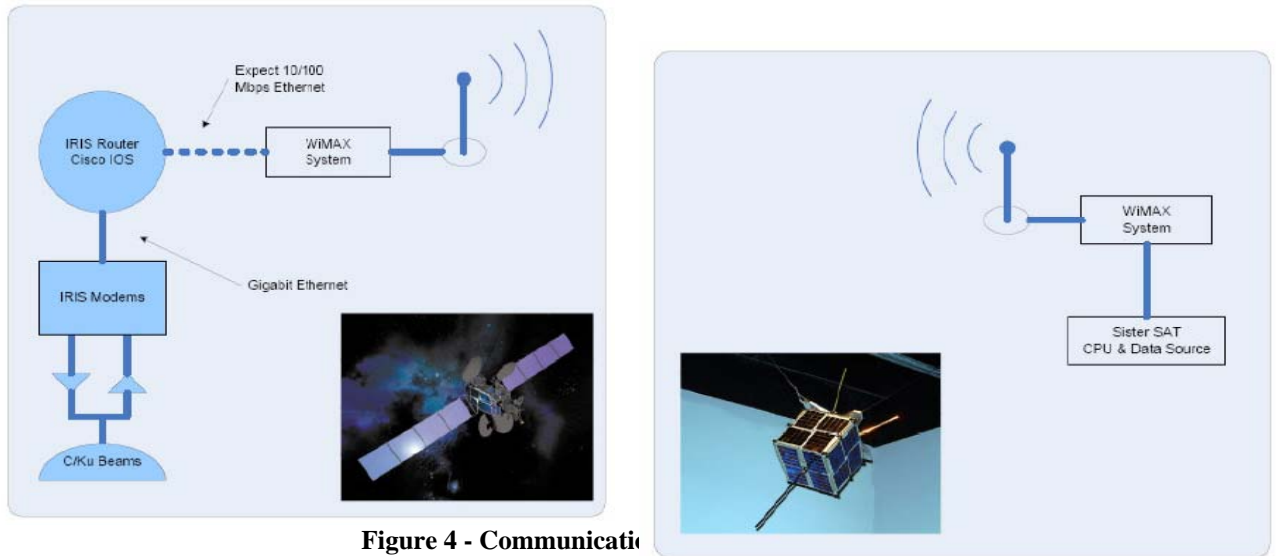 Expect 10/100
Mbps Ethernet
IRIS Router
Cisco IOS
WiMAX
System
Gigabit Ethernet
IRIS Modems
C/Ku Beams
WiMAX
System
Sister SAT
CPU & Data Source
Figure 4 -